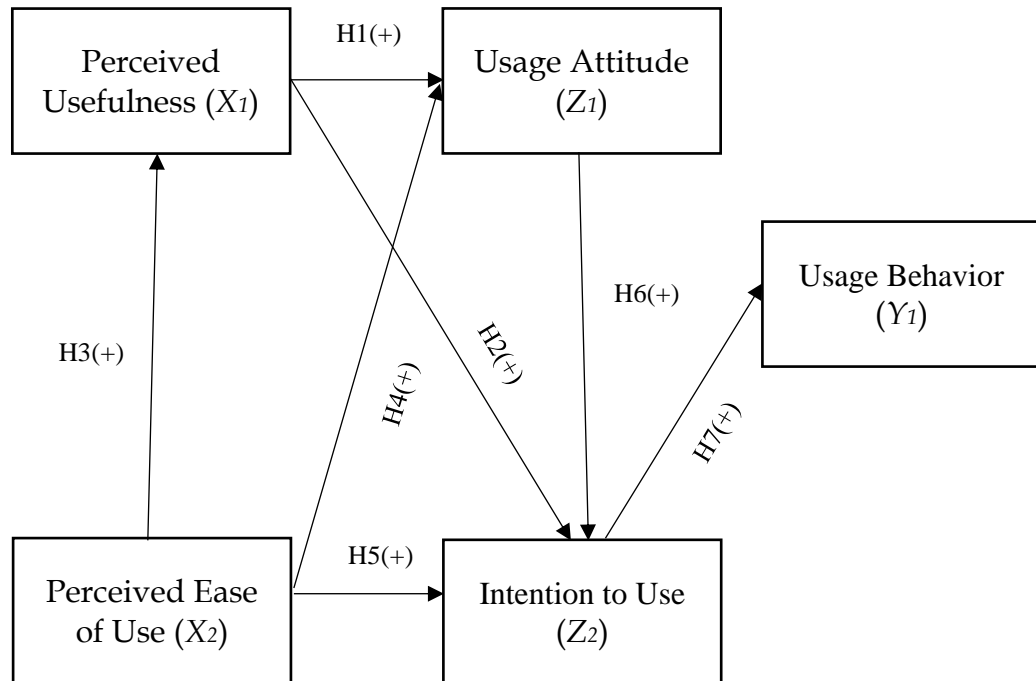 H1(+)
Perceived
Usefulness (X1)
Usage Attitude
(Z1)
Usage Behavior
(Y1)
H6(+)
H2(+)
H3(+)
H4(+)
H7(+)
H5(+)
Perceived Ease
of Use (X2)
Intention to Use
(Z2)